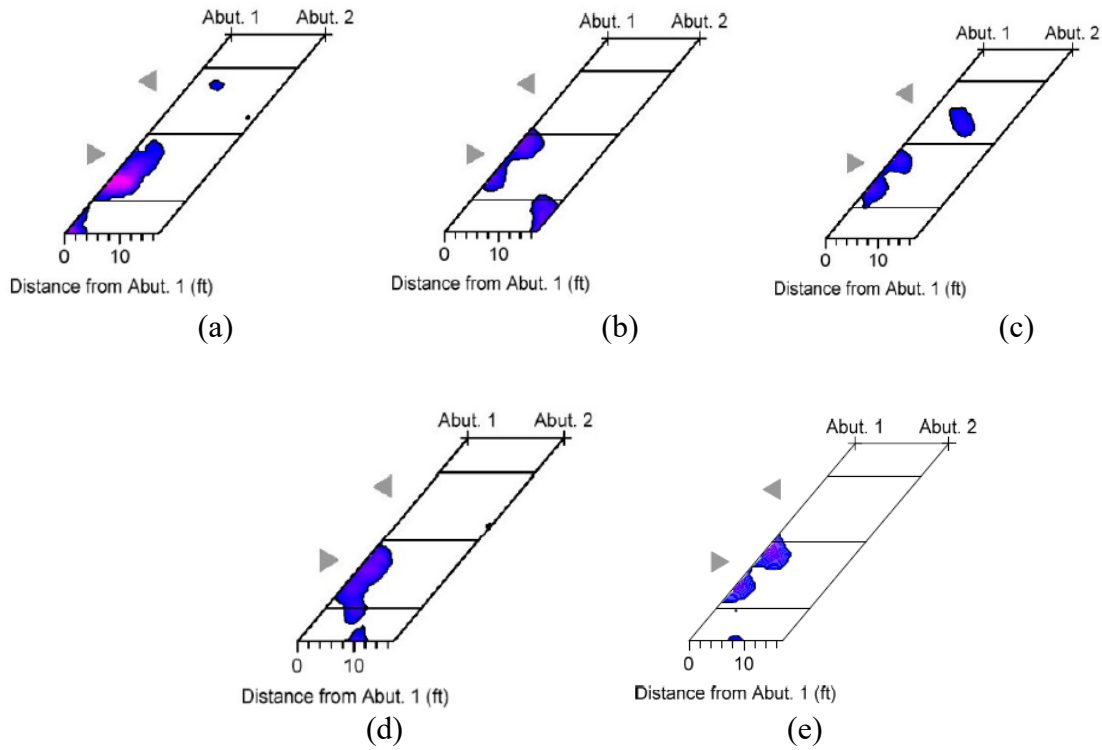 Abut. 1 Abut. 2
0 10
Distance from Abut. 1 (ft)
(a)
Abut. 1 Abut. 2
0 10
Distance from Abut. 1 (ft)
(b)
Abut. 1 Abut. 2
0 10
Distance from Abut. 1 (ft)
(c)
Abut. 1 Abut. 2
0 10
Distance from Abut. 1 (ft)
(d)
Abut. 1 Abut. 2
0 10
Distance from Abut. 1 (ft)
(e)